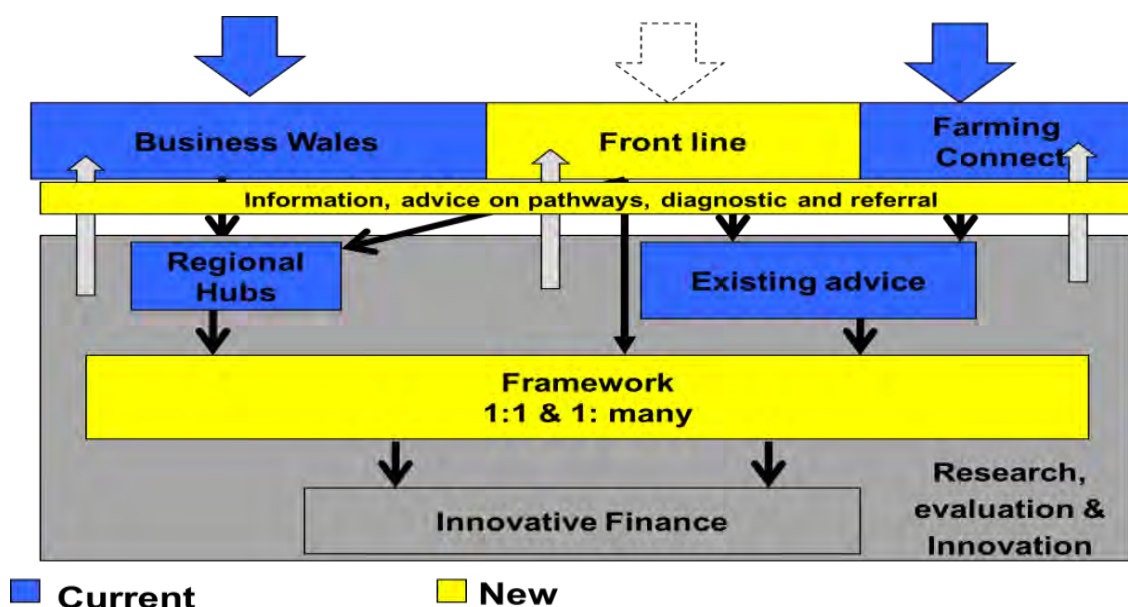 Business Wales
Front line
Farming
Connect
Information, advice on pathways, diagnostic and referral
Regional
Hubs
Existing advice
Framework
1:1 & 1: many
Innovative Finance
Research,
evaluation &
Innovation
Current
New